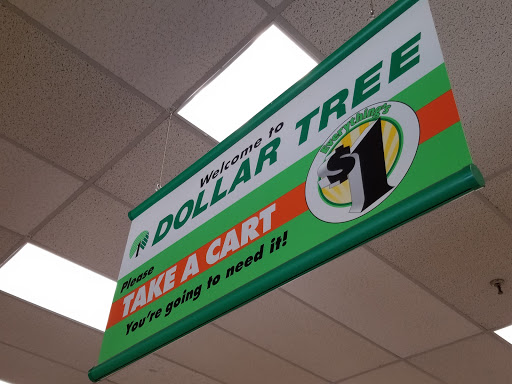 Welcome to
DOLLAR TREE
Everything's
$1
Please
TAKE A CART
You're going to need it!